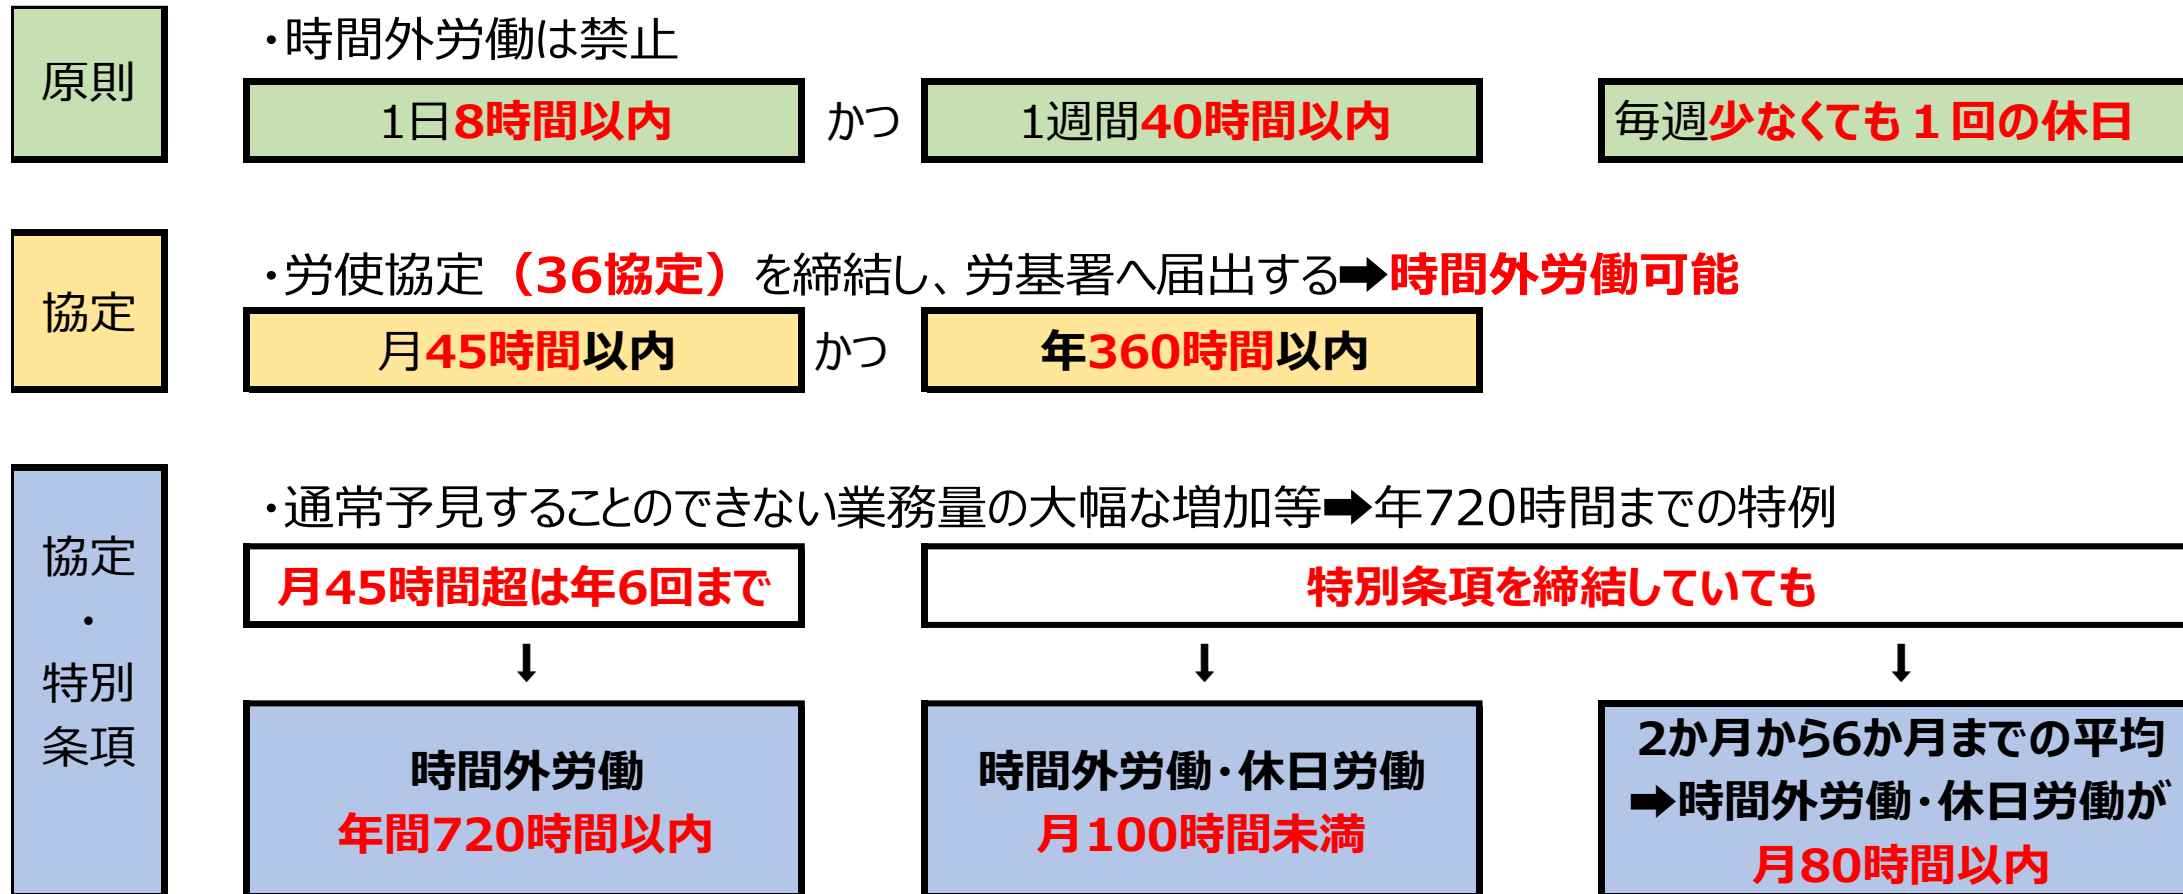 原則
・時間外労働は禁止
1日8時間以内
かつ
1週間40時間以内
毎週少なくても１回の休日
協定
・労使協定（36協定）を締結し、労基署へ届出する➡時間外労働可能
月45時間以内
かつ
年360時間以内
協定
・
特別
条項
・通常予見することのできない業務量の大幅な増加等➡年720時間までの特例
月45時間超は年6回まで
特別条項を締結していても
⬇
⬇
⬇
時間外労働
年間720時間以内
時間外労働・休日労働
月100時間未満
2か月から6か月までの平均
➡時間外労働・休日労働が
月80時間以内